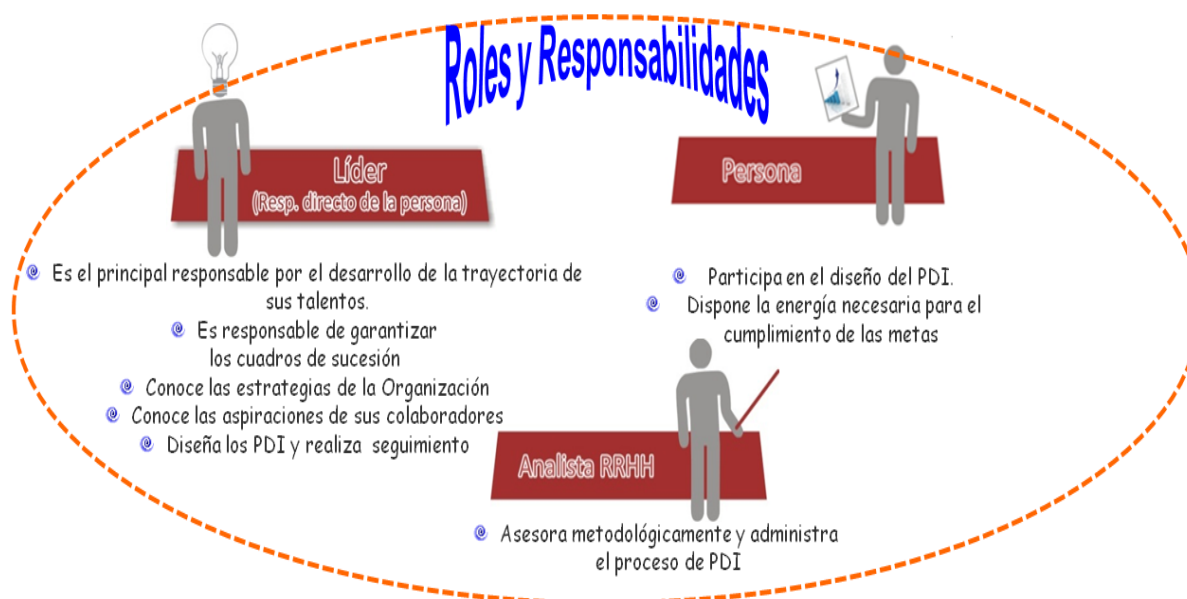 Roles y Responsabilidades
Líder
(Resp. directo de la persona)
Es el principal responsable por el desarrollo de la trayectoria de
sus talentos.
Es responsable de garantizar
los cuadros de sucesión
Conoce las estrategias de la Organización
Conoce las aspiraciones de sus colaboradores
Diseña los PDI y realiza seguimiento
Persona
Participa en el diseño del PDI.
Dispone la energía necesaria para el
cumplimiento de las metas
Analista RRHH
Asesora metodológicamente y administra
el proceso de PDI